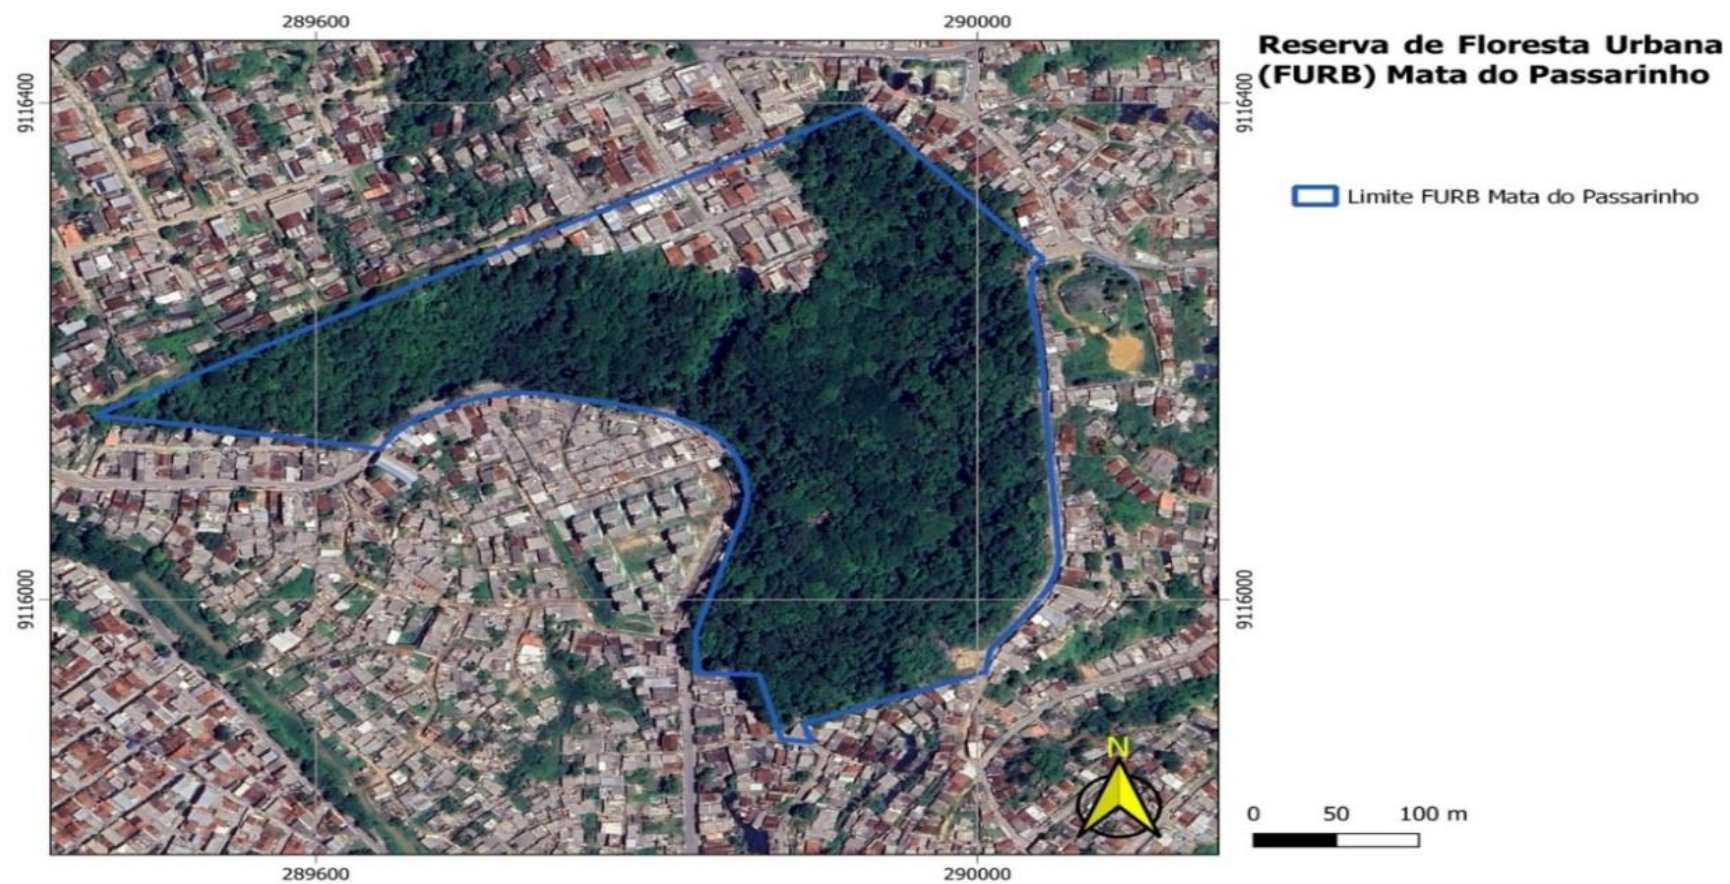 289600 290000
Reserva de Floresta Urbana
(FURB) Mata do Passarinho
9116400 9116400
Limite FURB Mata do Passarinho
9116000 9116000
N
0 50 100 m
289600 290000